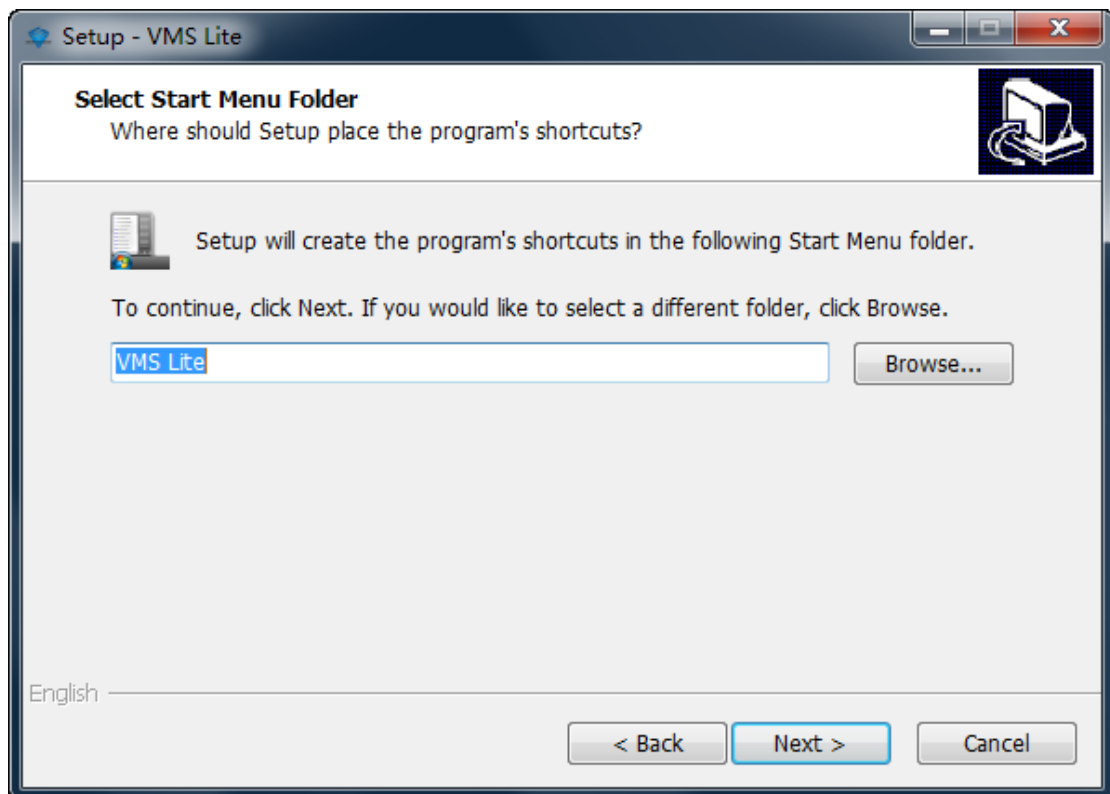 Setup - VMS Lite
Select Start Menu Folder
Where should Setup place the program's shortcuts?
Setup will create the program's shortcuts in the following Start Menu folder.
To continue, click Next. If you would like to select a different folder, click Browse.
VMS Lite
Browse...
English
< Back
Next >
Cancel